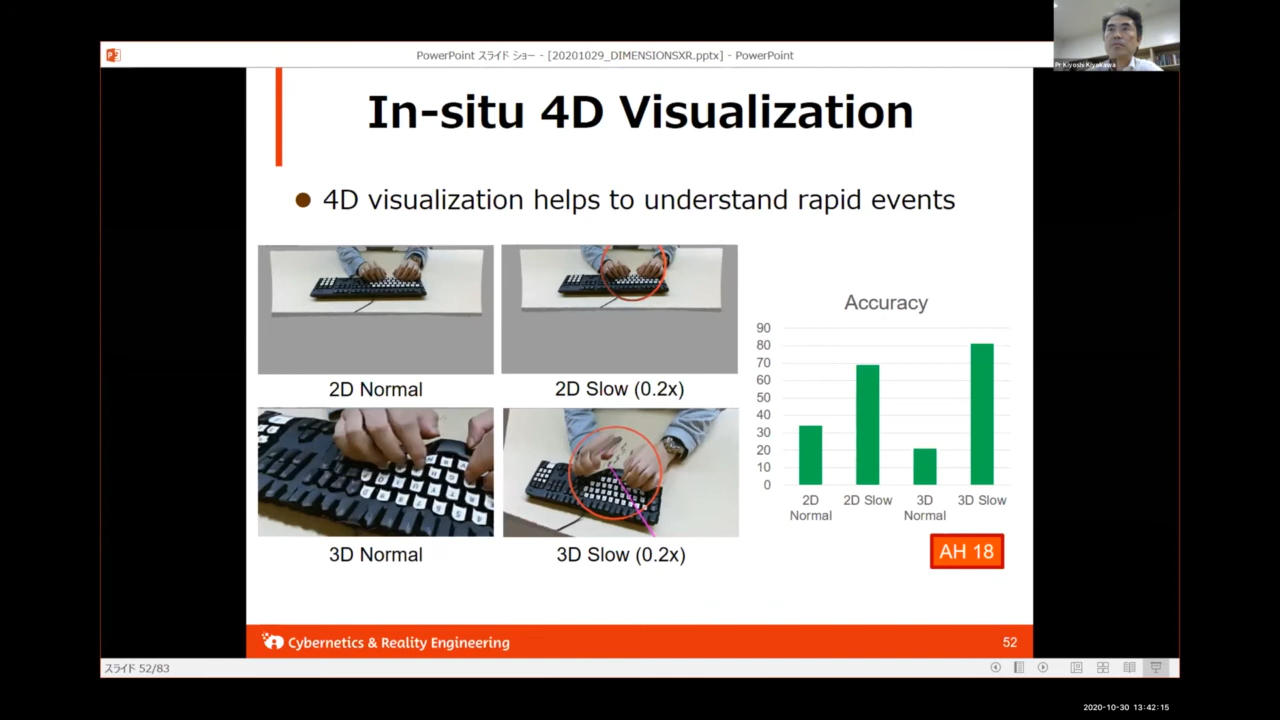 PowerPoint スライド ショー - [20201029_DIMENSIONSXR.pptx] - PowerPoint
Pr Kiyoshi Kiyokawa
In-situ 4D Visualization
4D visualization helps to understand rapid events
2D Normal
2D Slow (0.2x)
3D Normal
3D Slow (0.2x)
Accuracy
90
80
70
60
50
40
30
20
10
0
2D Normal
2D Slow
3D Normal
3D Slow
AH 18
Cybernetics & Reality Engineering
52
スライド 52/83
2020-10-30 13:42:15